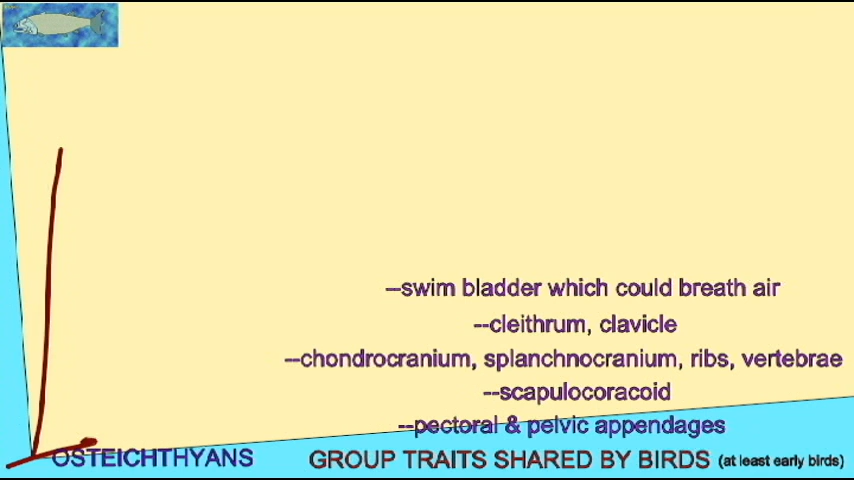 --swim bladder which could breath air
--cleithrum, clavicle
--chondrocranium, splanchnocranium, ribs, vertebrae
--scapulocoracoid
--pectoral & pelvic appendages
OSTEICHTHYANS GROUP TRAITS SHARED BY BIRDS (at least early birds)